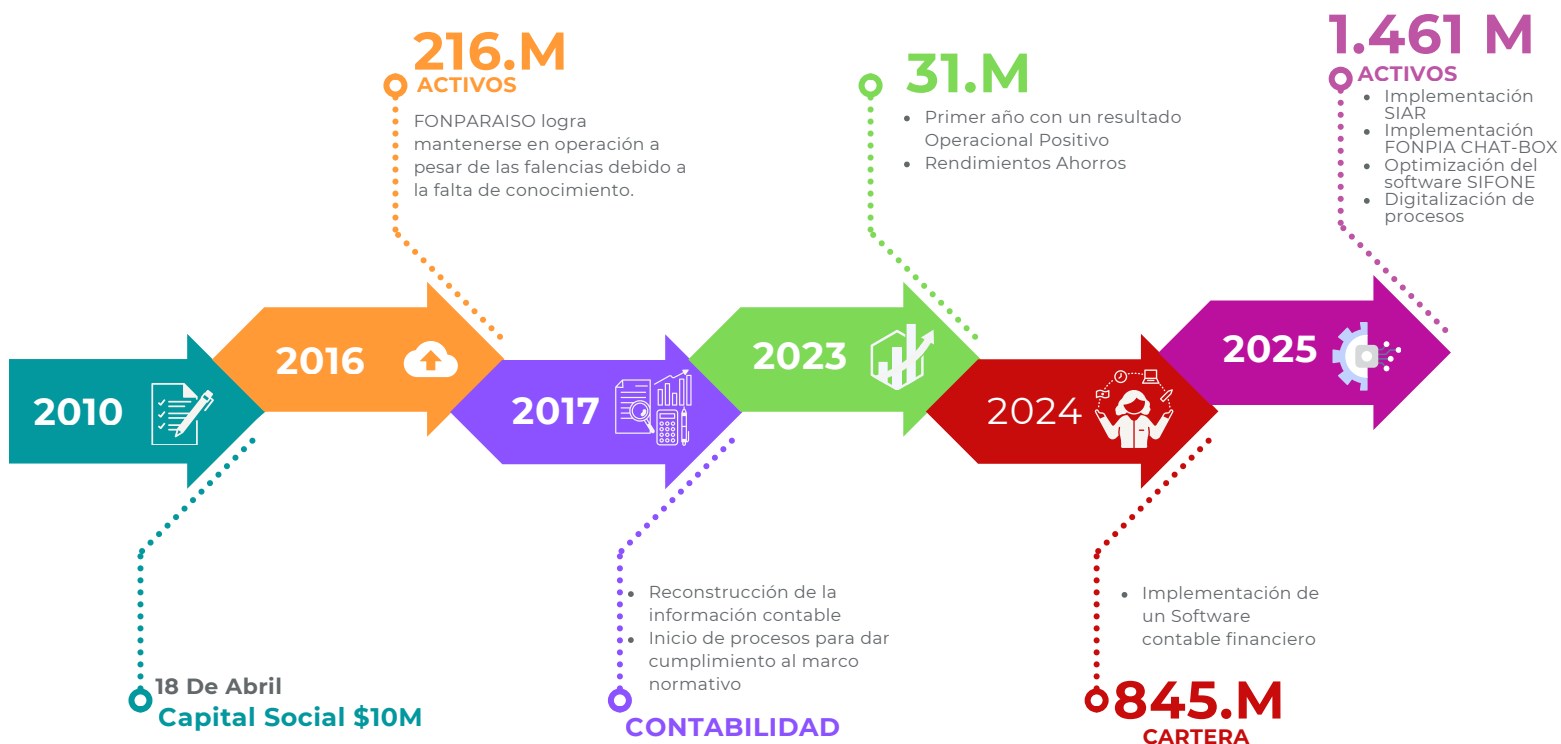 2010
18 De Abril
Capital Social $10M
216.M
ACTIVOS
FONPARAISO logra
mantenerse en operación a
pesar de las falencias debido a
la falta de conocimiento.
2016
2017
• Reconstrucción de la
información contable
• Inicio de procesos para dar
cumplimiento al marco
normativo
CONTABILIDAD
31.M
• Primer año con un resultado
Operacional Positivo
• Rendimientos Ahorros
2023
2024
• Implementación de
un Software
contable financiero
845.M
CARTERA
1.461 M
ACTIVOS
• Implementación
SIAR
• Implementación
FONPIA CHAT-BOX
• Optimización del
software SIFONE
• Digitalización de
procesos
2025